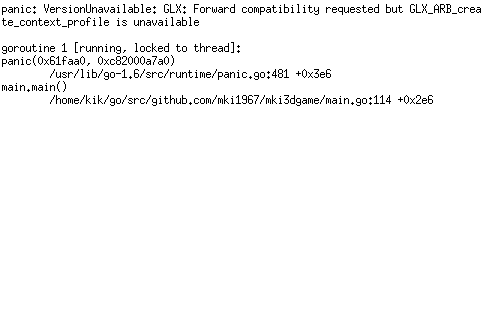 panic: VersionUnavailable: GLX: Forward compatibility requested but GLX_ARB_crea
te_context_profile is unavailable

goroutine 1 [running, locked to thread]:
panic(0x61faa0, 0xc82000a7a0)
        /usr/lib/go-1.6/src/runtime/panic.go:481 +0x3e6
main.main()
        /home/kik/go/src/github.com/mki1967/mki3dgame/main.go:114 +0x2e6